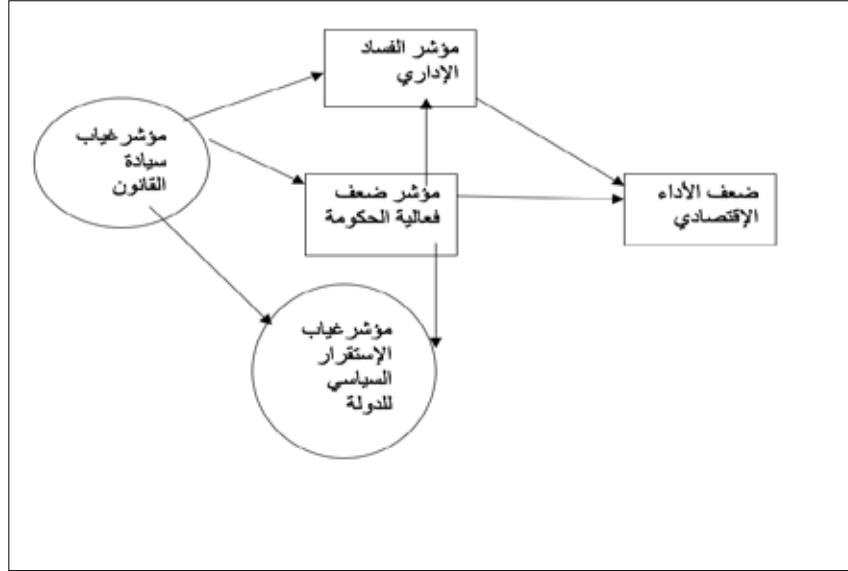 مؤشر الفساد
الإداري
مؤشر غياب
سيادة
القانون
مؤشر ضعف
فعالية الحكومة
ضعف الأداء
الإقتصادي
مؤشر غياب
الإستقرار
السياسي
للدولة